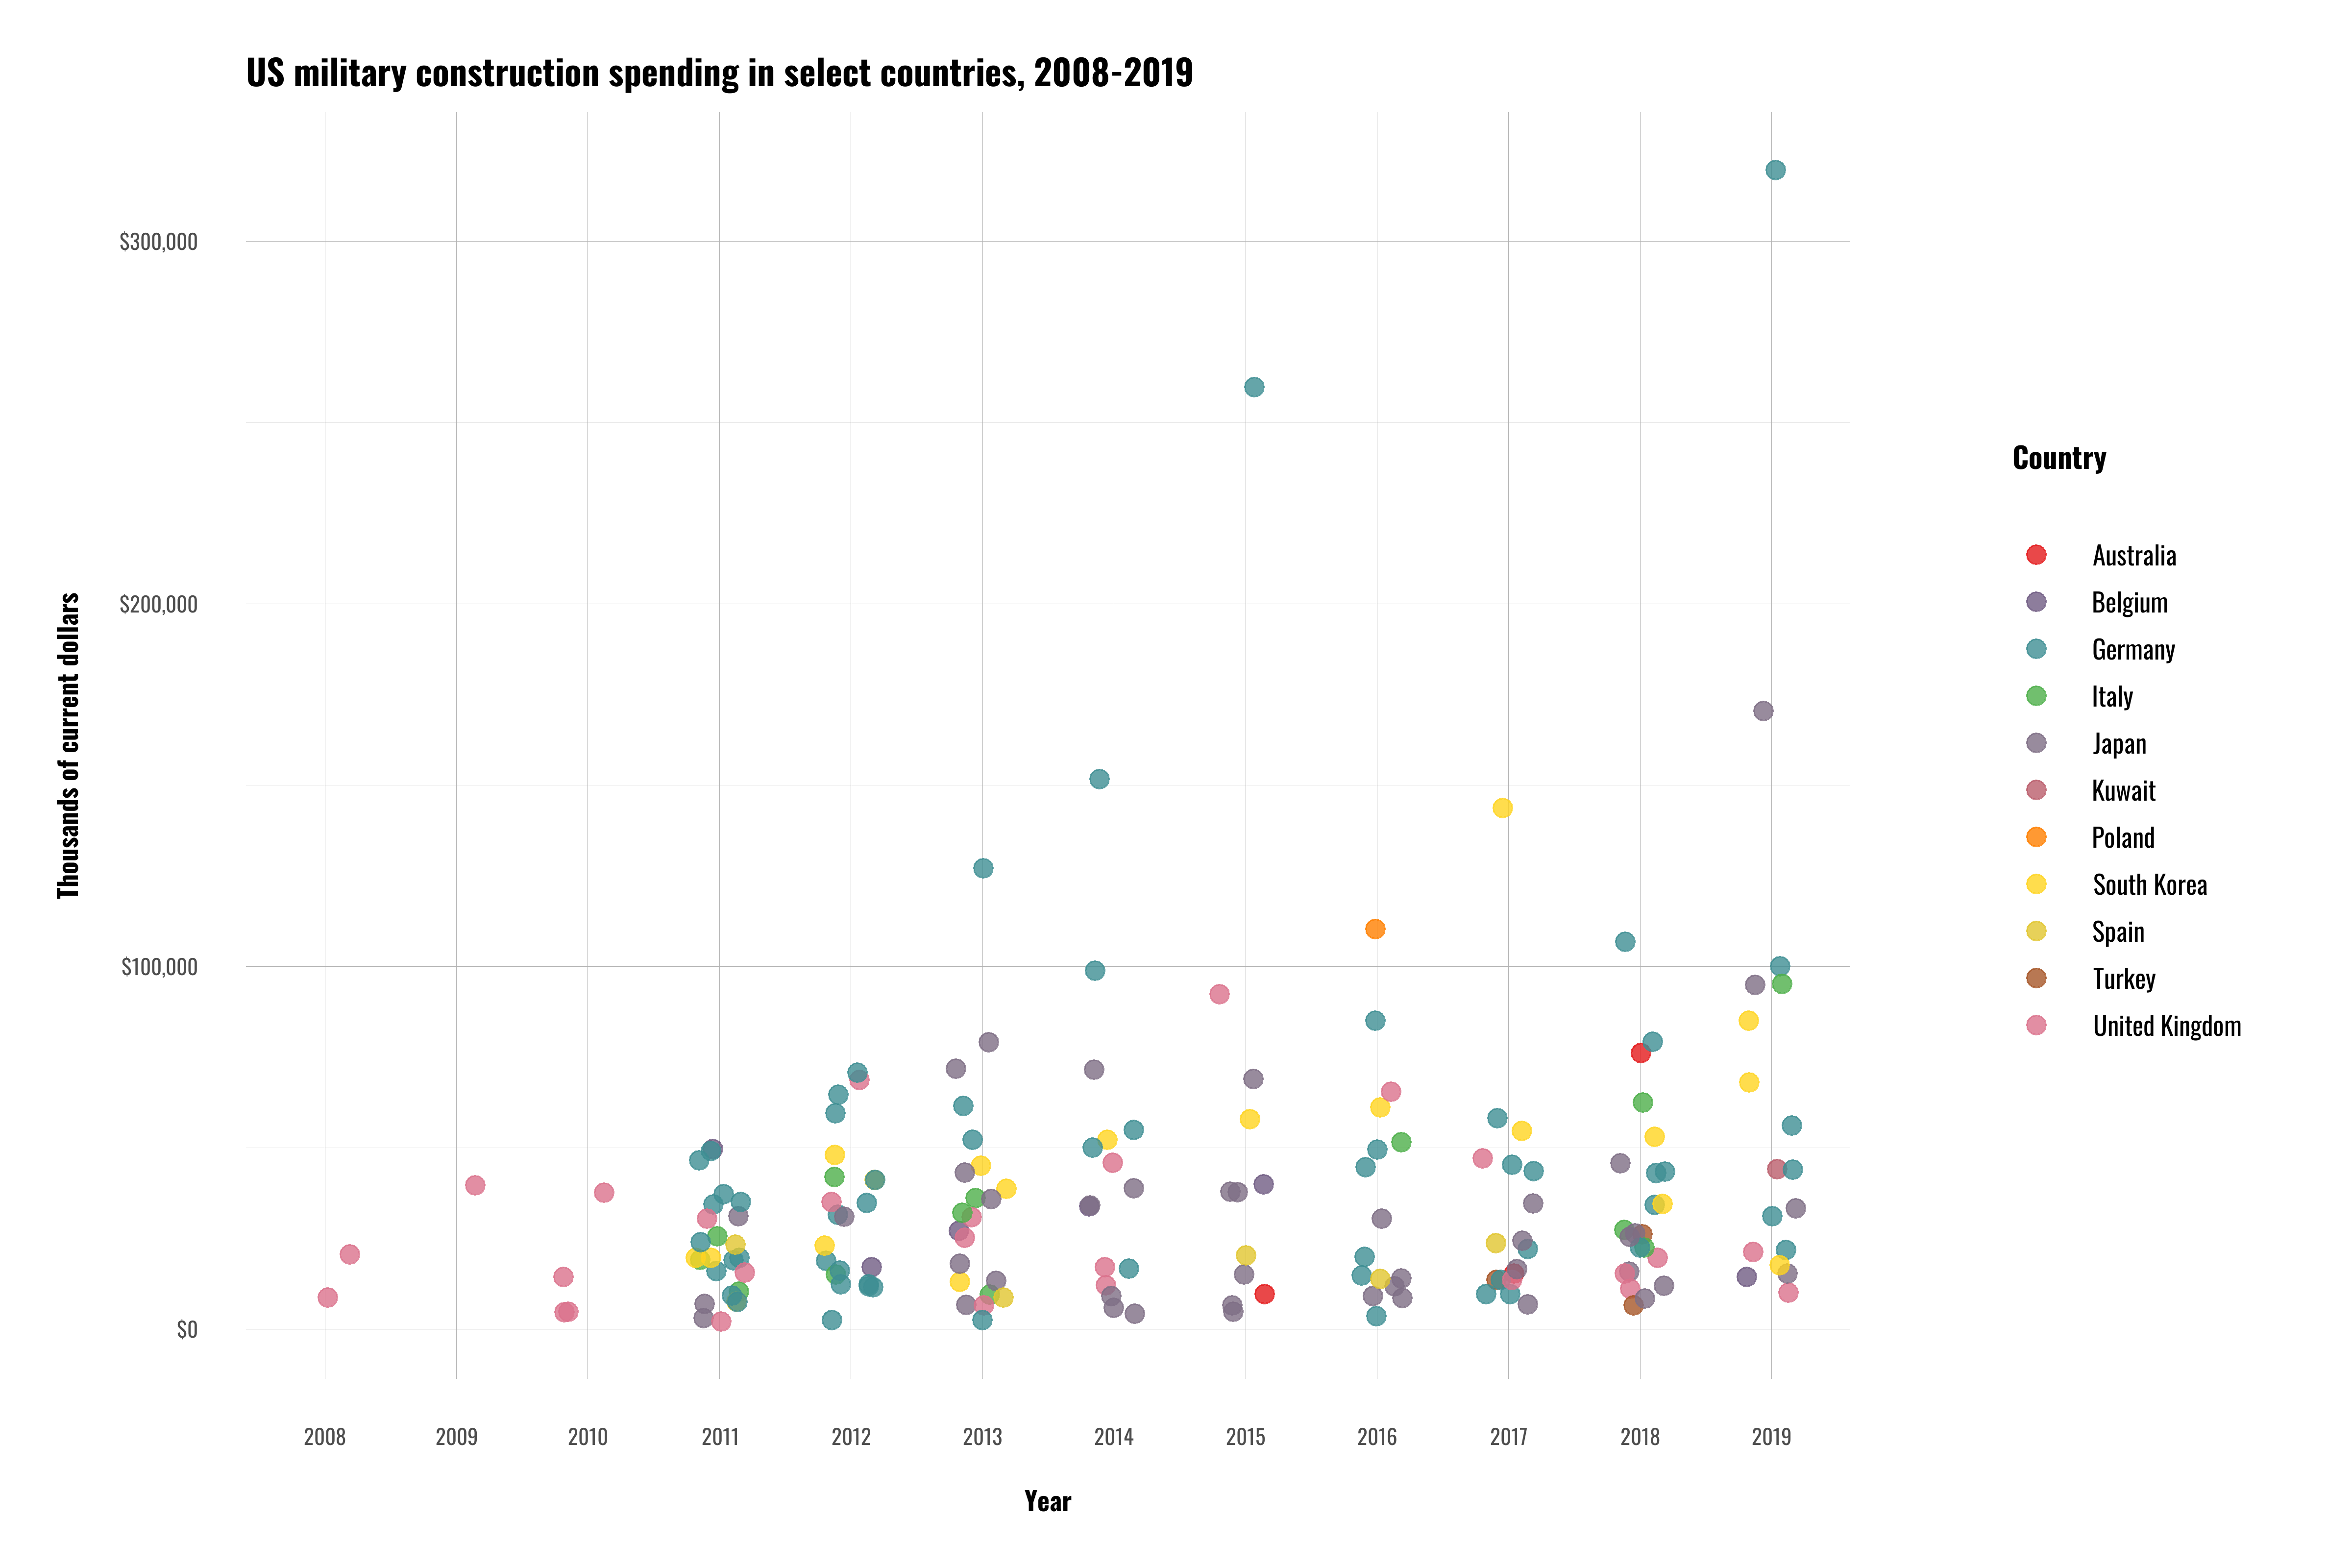 US military construction spending in select countries, 2008-2019
$300,000
$200,000
$100,000
$0
Thousands of current dollars
2008 2009 2010 2011 2012 2013 2014 2015 2016 2017 2018 2019
Year
Country
Australia
Belgium
Germany
Italy
Japan
Kuwait
Poland
South Korea
Spain
Turkey
United Kingdom